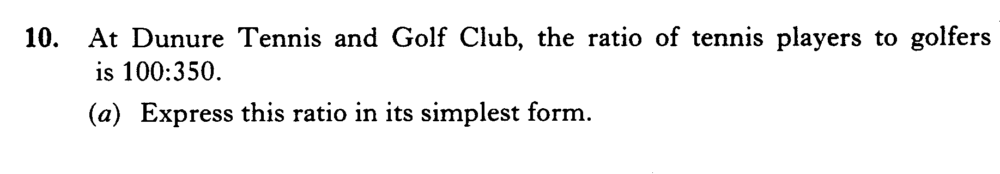 10. At Dunure Tennis and Golf Club, the ratio of tennis players to golfers
is 100:350.
(a) Express this ratio in its simplest form.